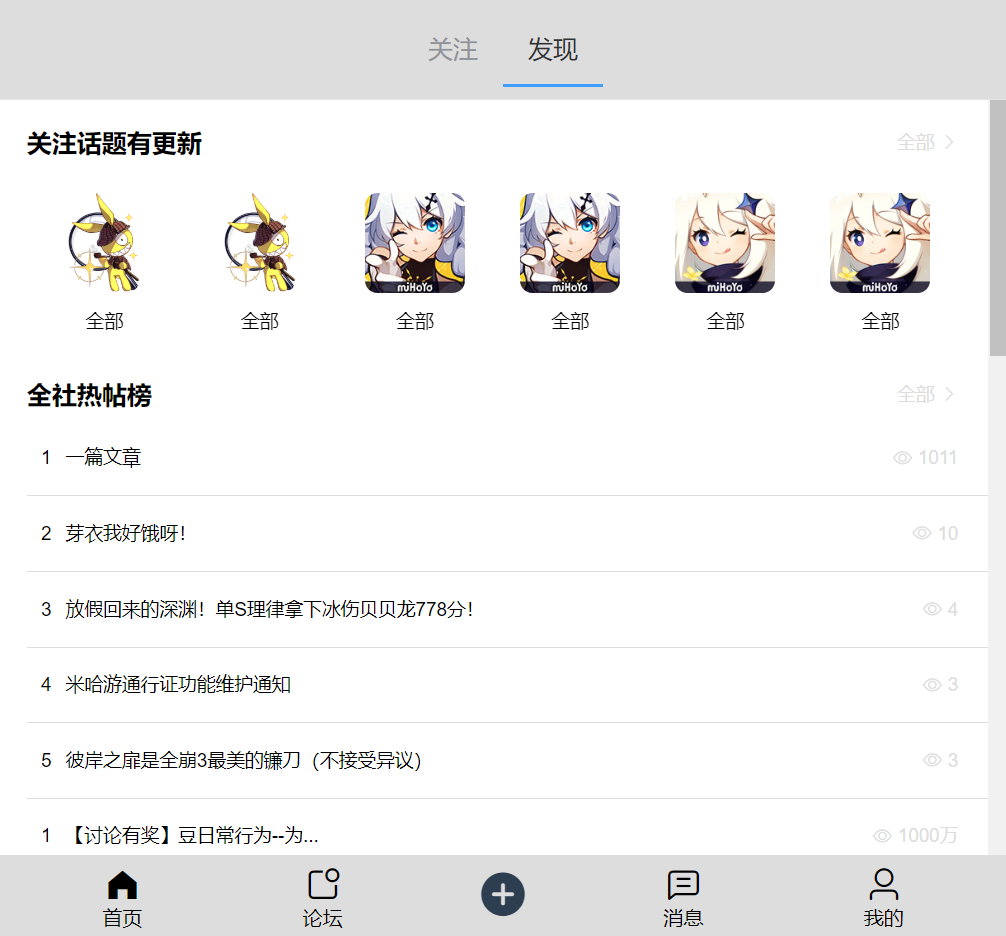 关注 发现
关注话题有更新 全部
miHoYo miHoYo miHoYo miHoYo
全部 全部 全部 全部 全部 全部
全社热帖榜 全部
1 一篇文章 1011
2 芽衣我好饿呀! 10
3 放假回来的深渊！单S理律拿下冰伤贝贝龙778分！ 4
4 米哈游通行证功能维护通知 3
5 彼岸之扉是全崩3最美的镰刀（不接受异议） 3
1 【讨论有奖】豆日常行为--为... 1000万
首页 论坛 消息 我的